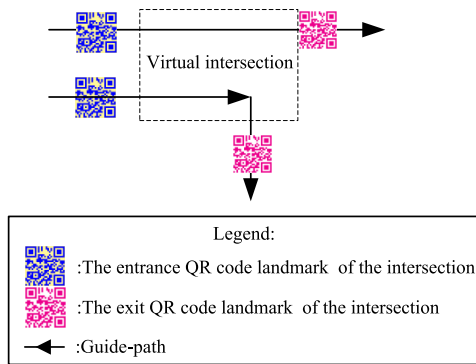 Virtual intersection
Legend:
:The entrance QR code landmark of the intersection
:The exit QR code landmark of the intersection
:Guide-path